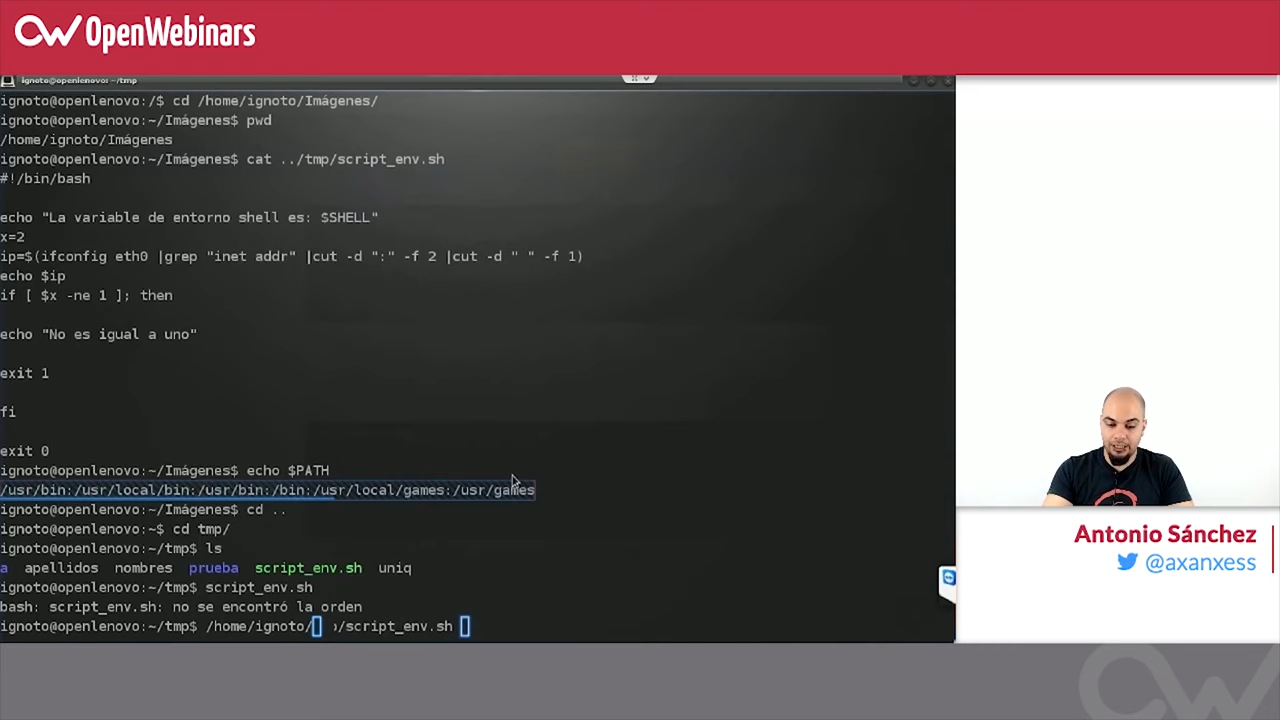 OpenWebinars
ignoto@openlenovo: ~/tmp
ignoto@openlenovo:/$ cd /home/ignoto/Imágenes/
ignoto@openlenovo:~/Imágenes$ pwd
/home/ignoto/Imágenes
ignoto@openlenovo:~/Imágenes$ cat ../tmp/script_env.sh
#!/bin/bash
echo "La variable de entorno shell es: $SHELL"
x=2
ip=$(ifconfig eth0 |grep "inet addr" |cut -d ":" -f 2 |cut -d " " -f 1)
echo $ip
if [ $x -ne 1 ]; then
echo "No es igual a uno"
exit 1
fi
exit 0
ignoto@openlenovo:~/Imágenes$ echo $PATH
/usr/bin:/usr/local/bin:/usr/bin:/bin:/usr/local/games:/usr/games
ignoto@openlenovo:~/Imágenes$ cd ..
ignoto@openlenovo:~$ cd tmp/
ignoto@openlenovo:~/tmp$ ls
a apellidos nombres prueba script_env.sh uniq
ignoto@openlenovo:~/tmp$ script_env.sh
bash: script_env.sh: no se encontró la orden
ignoto@openlenovo:~/tmp$ /home/ignoto/ /script_env.sh
Antonio Sánchez
@axanxess